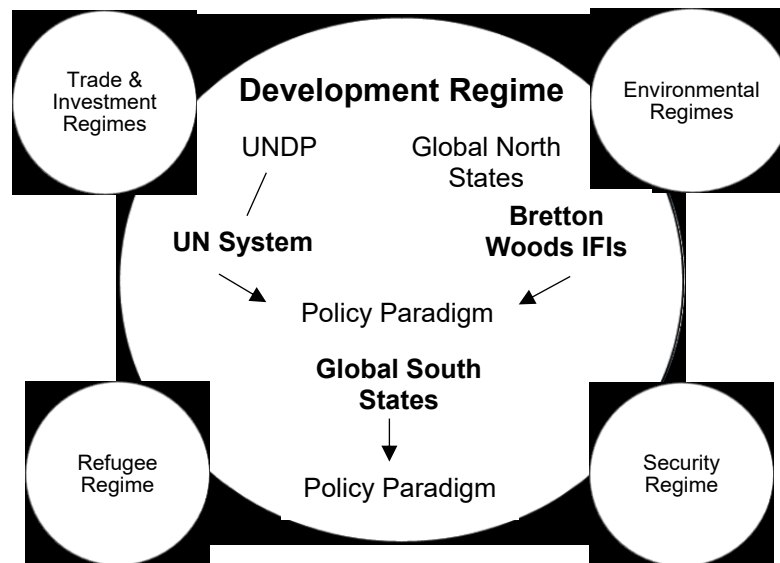 Trade &
Investment
Regimes
Development Regime
Environmental
Regimes
UNDP
Global North
States
UN System
Bretton
Woods IFIs
Policy Paradigm
Global South
States
Refugee
Regime
Security
Regime
Policy Paradigm